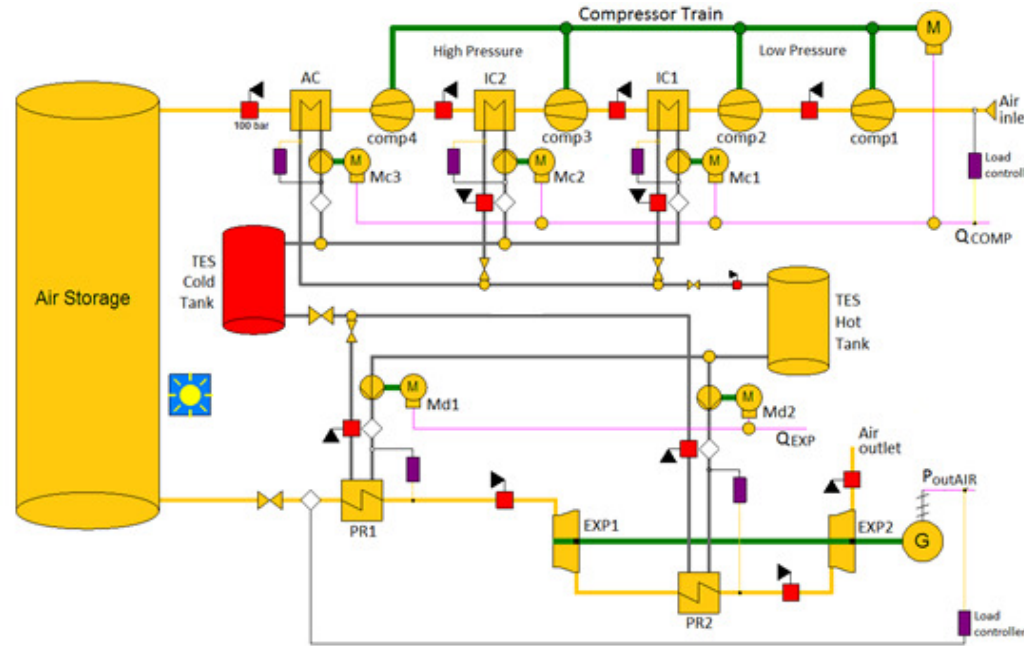 Compressor Train
M
High Pressure
Low Pressure
AC
IC2
IC1
Air
inlet
100 bar
comp4
comp3
comp2
comp1
M
Mc3
M
Mc2
M
Mc1
Load
controller
QCOMP
TES
Cold
Tank
Air Storage
TES
Hot
Tank
M
Md1
M
Md2
QEXP
Air
outlet
PoutAIR
PR1
EXP1
EXP2
G
PR2
Load
controller